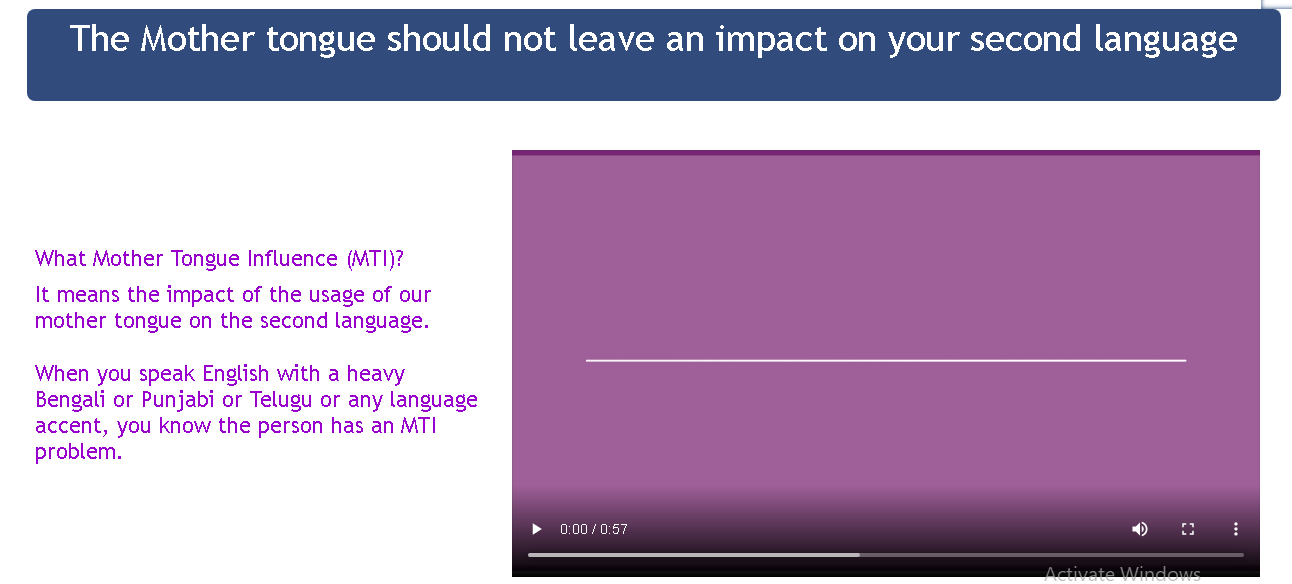 The Mother tongue should not leave an impact on your second language
What Mother Tongue Influence (MTI)?
It means the impact of the usage of our
mother tongue on the second language.
When you speak English with a heavy
Bengali or Punjabi or Telugu or any language
accent, you know the person has an MTI
problem.
0:00 / 0:57
Activate Windows